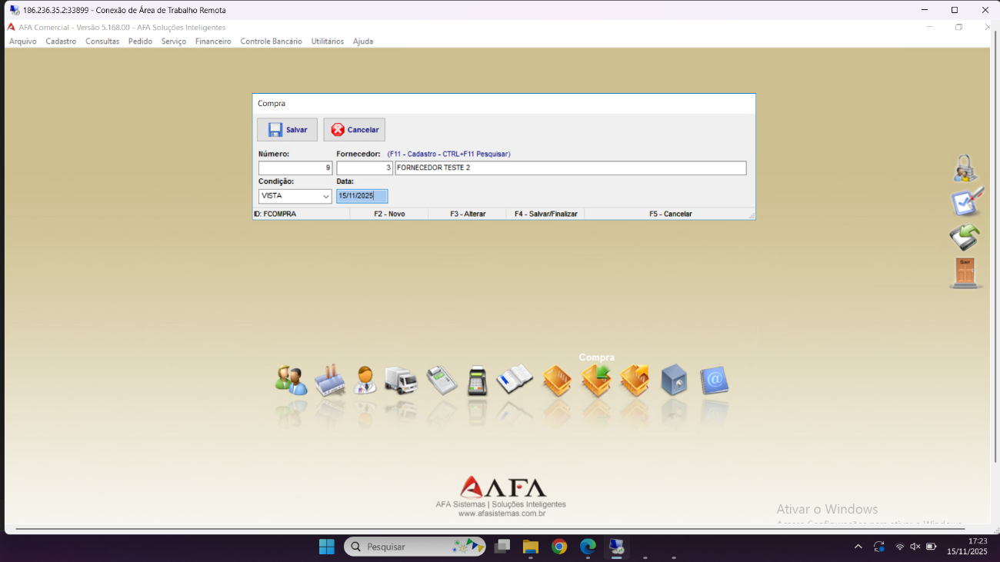 186.236.35.2:33899 - Conexão de Área de Trabalho Remota
AFA Comercial - Versão 5.168.00 - AFA Soluções Inteligentes
Arquivo Cadastro Consultas Pedido Serviço Financeiro Controle Bancário Utilitários Ajuda
Compra
Salvar Cancelar
Número: Fornecedor: (F11 - Cadastro - CTRL+F11 Pesquisar)
9 3 FORNECEDOR TESTE 2
Condição: Data:
VISTA 15/11/2025
ID: FCOMPRA F2 - Novo F3 - Alterar F4 - Salvar/Finalizar F5 - Cancelar
Sair
Compra
AFA
AFA Sistemas | Soluções Inteligentes
www.afasistemas.com.br
Ativar o Windows
Pesquisar
17:23
15/11/2025